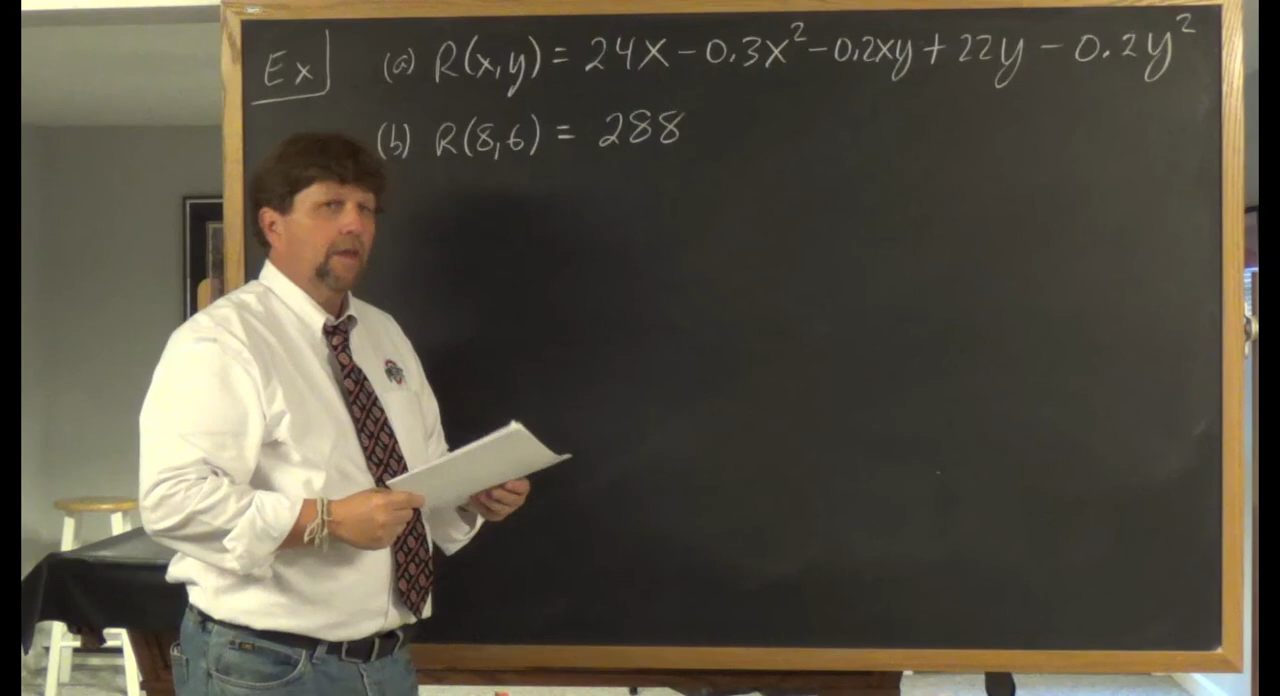 Ex (a) R(x,y) = 24x - 0.3x² - 0.2xy + 22y - 0.2y²
(b) R(8,6) = 288